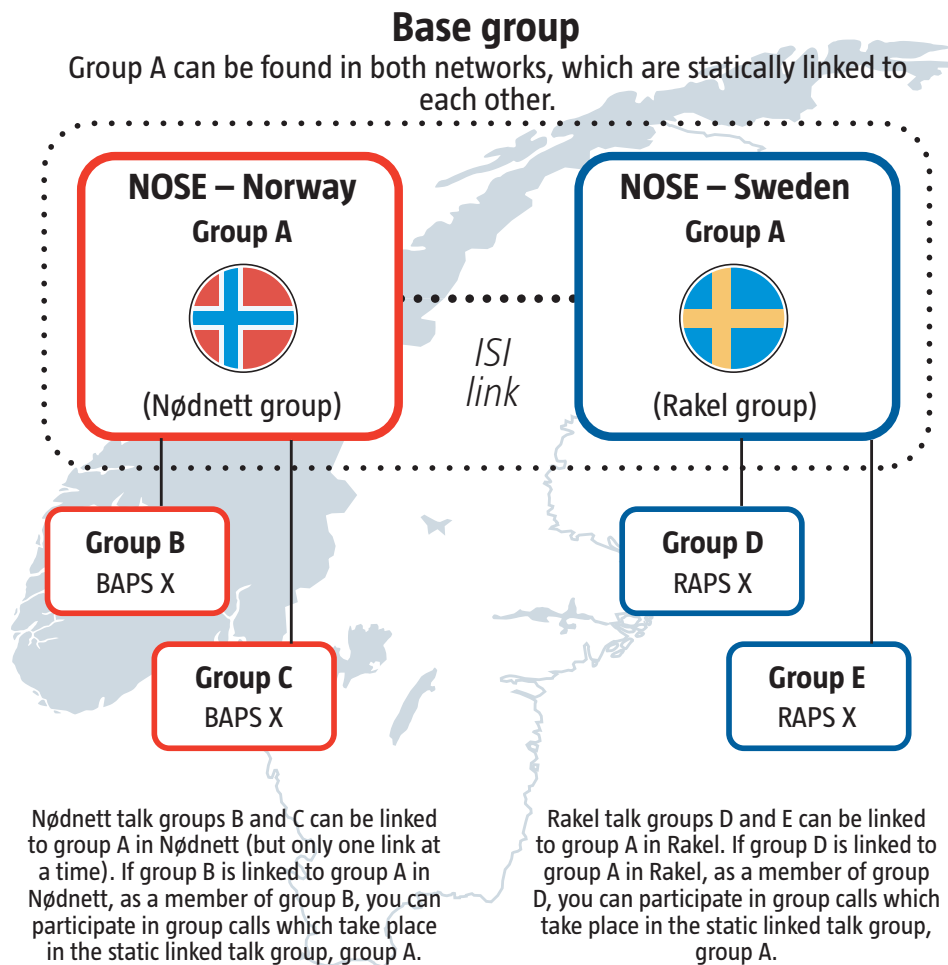 Base group
Group A can be found in both networks, which are statically linked to
each other.
NOSE – Norway
Group A
(Nødnett group)
ISI
link
NOSE – Sweden
Group A
(Rakel group)
Group B
BAPS X
Group C
BAPS X
Group D
RAPS X
Group E
RAPS X
Nødnett talk groups B and C can be linked
to group A in Nødnett (but only one link at
a time). If group B is linked to group A in
Nødnett, as a member of group B, you can
participate in group calls which take place
in the static linked talk group, group A.
Rakel talk groups D and E can be linked
to group A in Rakel. If group D is linked to
group A in Rakel, as a member of group
D, you can participate in group calls which
take place in the static linked talk group,
group A.